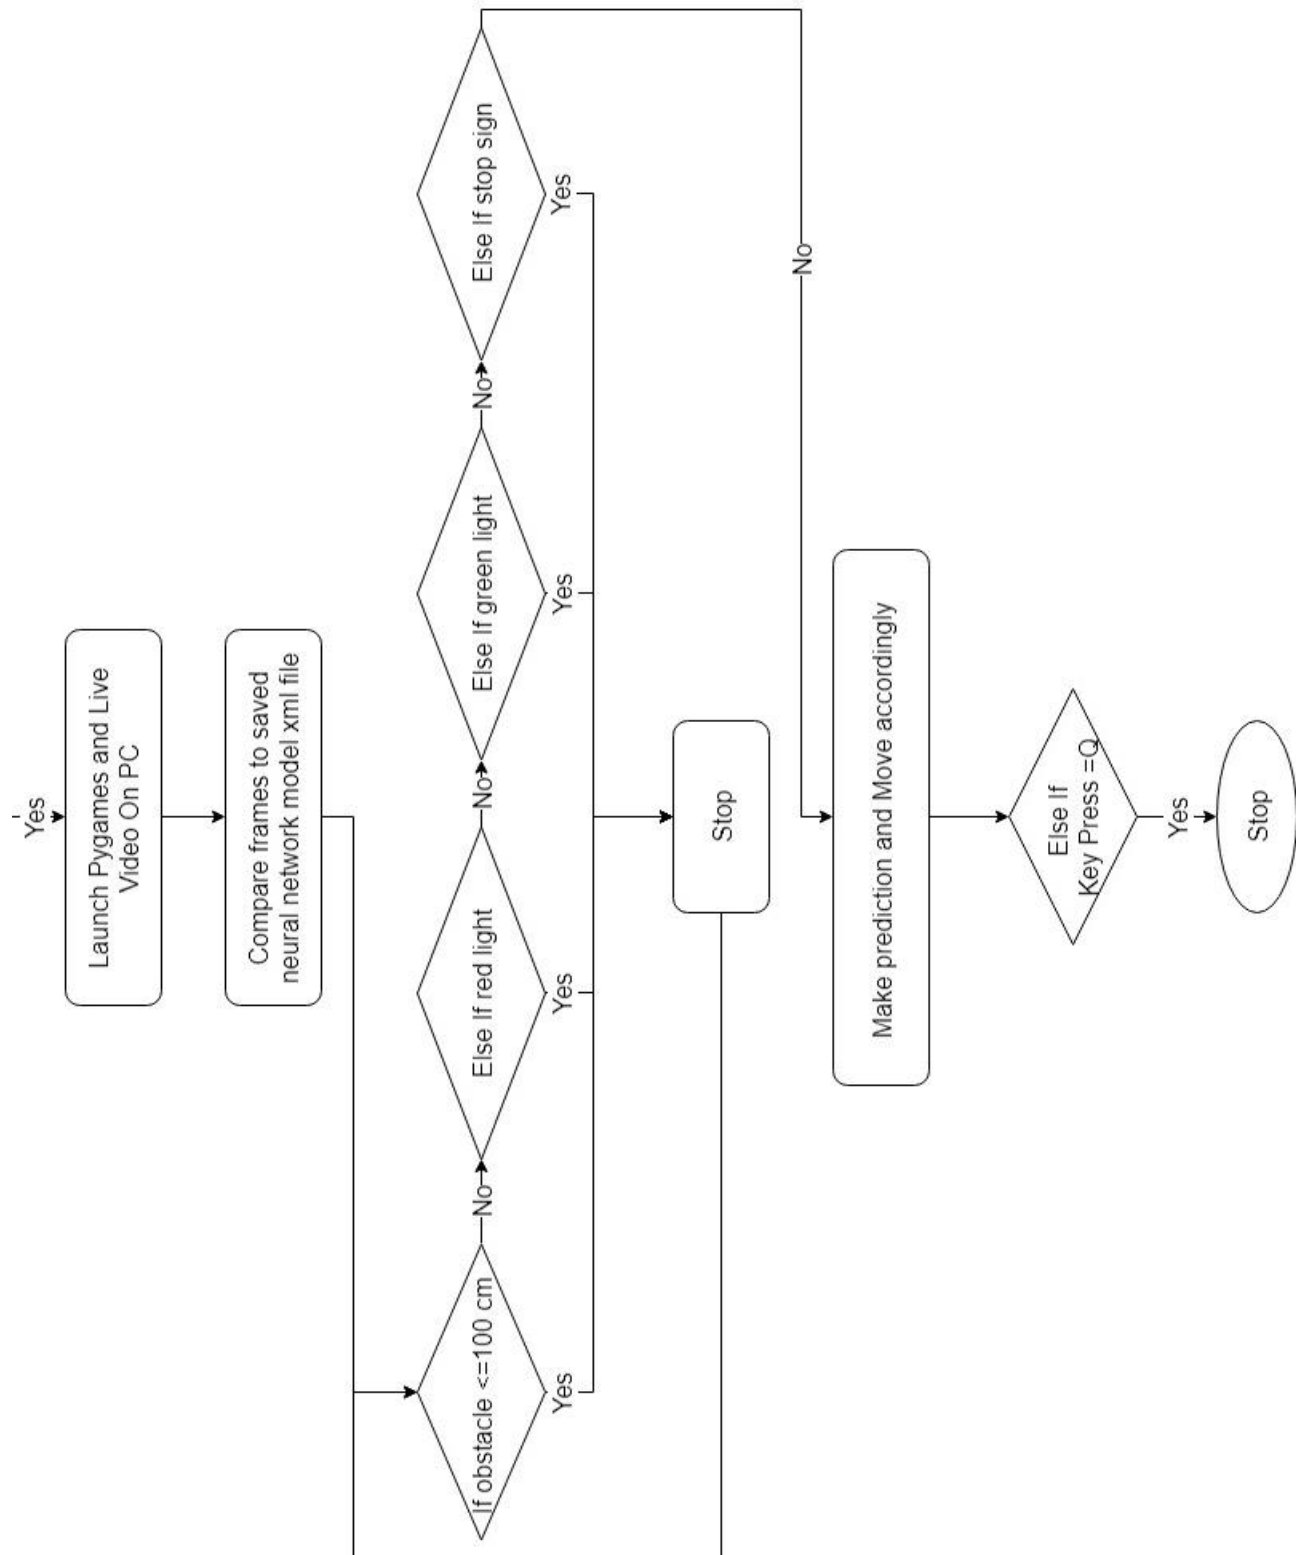 Yes
Launch Pygames and Live
Video On PC
Compare frames to saved
neural network model xml file
If obstacle <=100 cm
No
Else If red light
No
Else If green light
No
Else If stop sign
Yes
Yes
Yes
Yes
Stop
No
Make prediction and Move accordingly
Else If
Key Press =Q
Yes
Stop